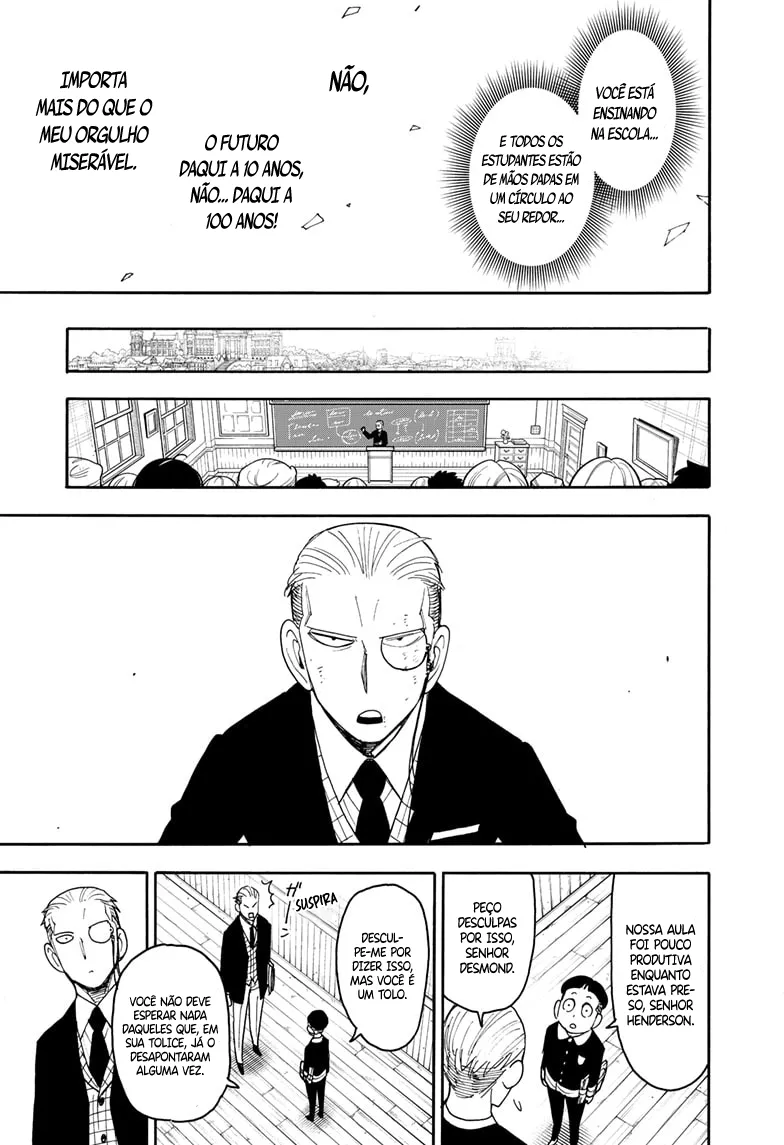 VOCÊ ESTÁ
ENSINANDO
NA ESCOLA...
E TODOS OS
ESTUDANTES ESTÃO
DE MÃOS DADAS EM
UM CÍRCULO AO
SEU REDOR...
NÃO,
O FUTURO
DAQUI A 10 ANOS,
NÃO... DAQUI A
100 ANOS!
IMPORTA
MAIS DO QUE O
MEU ORGULHO
MISERÁVEL.
NOSSA AULA
FOI POUCO
PRODUTIVA
ENQUANTO
ESTAVA PRE-
SO, SENHOR
HENDERSON.
PEÇO
DESCULPAS
POR ISSO,
SENHOR
DESMOND.
DESCUL-
PE-ME POR
DIZER ISSO,
MAS VOCÊ É
UM TOLO.
SUSPIRA
VOCÊ NÃO DEVE
ESPERAR NADA
DAQUELES QUE, EM
SUA TOLICE, JÁ O
DESAPONTARAM
ALGUMA VEZ.